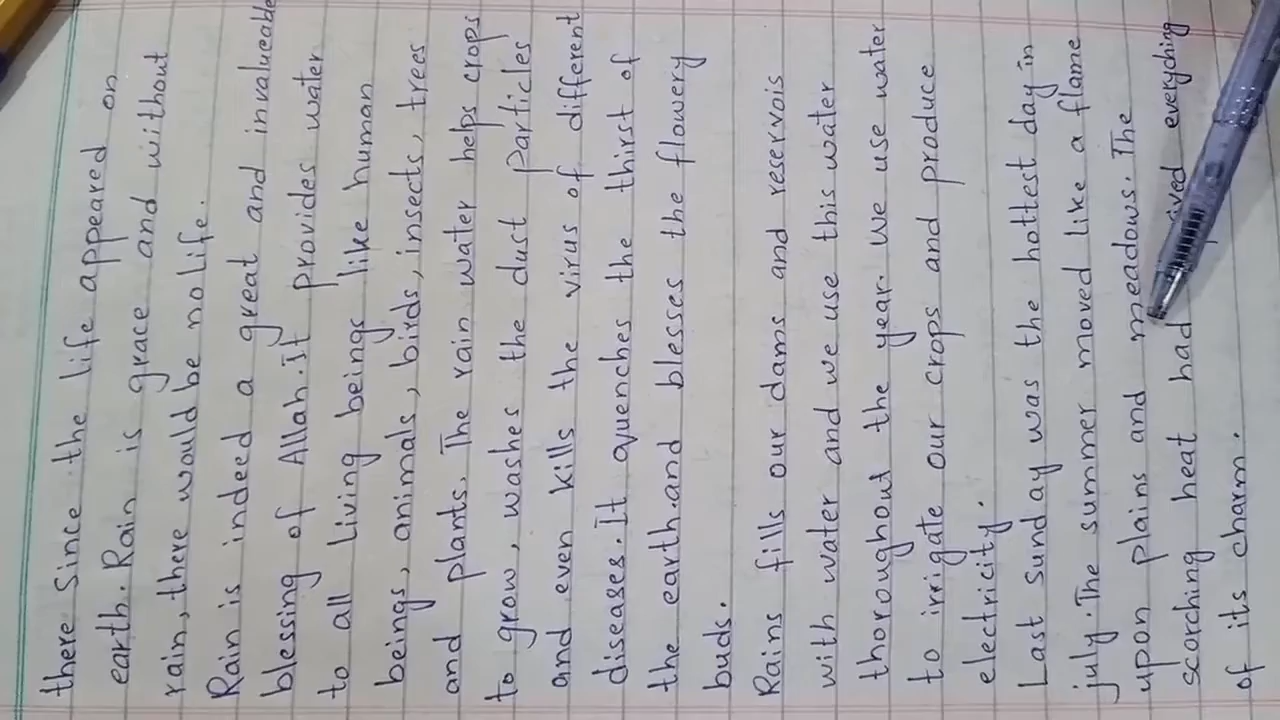 there Since the life appeared on
earth. Rain is grace and without
rain, there would be no life.
Rain is indeed a great and invalueable
blessing of Allah. It provides water
to all living beings like human
beings, animals, birds, insects, trees
and plants. The rain water helps crops
to grow, washes the dust particles
and even kills the virus of different
diseases. It quenches the thirst of
the earth. and blesses the flowery
buds.
Rains fills our dams and reservois
with water and we use this water
thoroughout the year. we use water
to irrigate our crops and produce
electricity.
Last sunday was the hottest day in
july. The summer moved like a flame
upon plains and meadows. The
scorching heat had everything
of its charm.